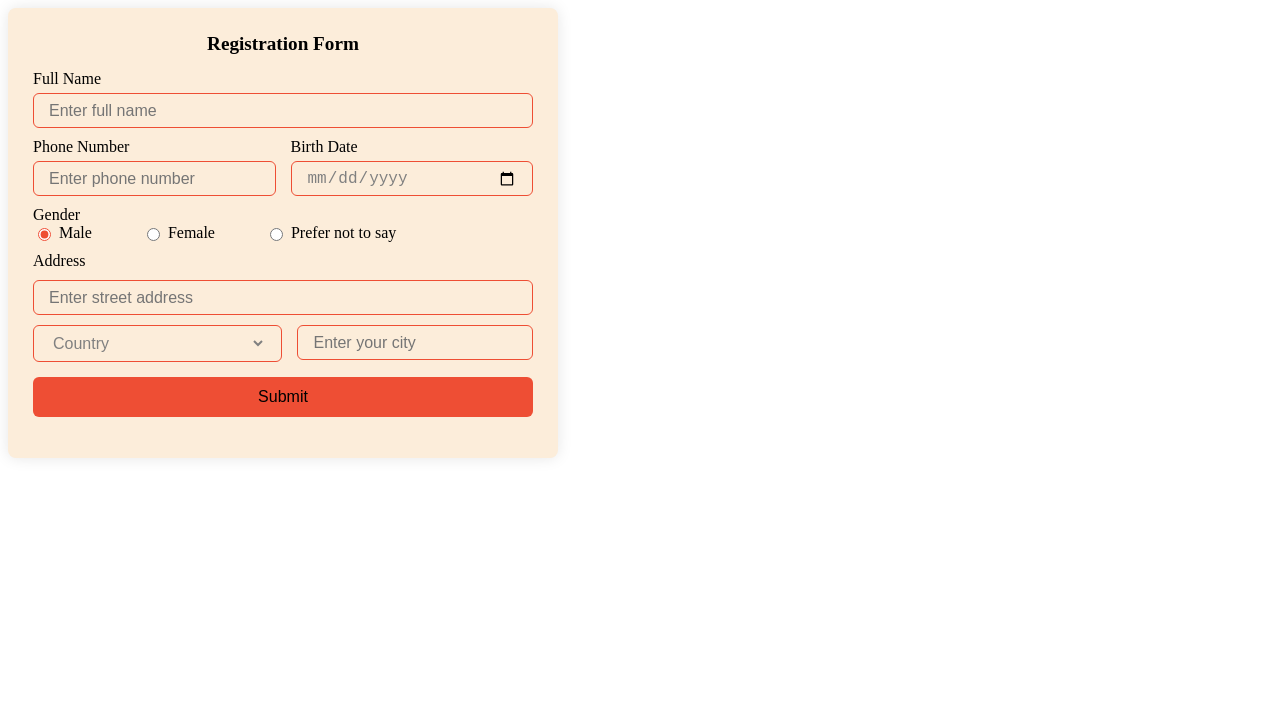 Registration Form
Full Name
Enter full name
Phone Number Birth Date
Enter phone number mm/dd/yyyy
Gender
Male Female Prefer not to say
Address
Enter street address
Country Enter your city
Submit